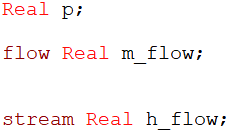 Real p;
flow Real m_flow;
stream Real h_flow;